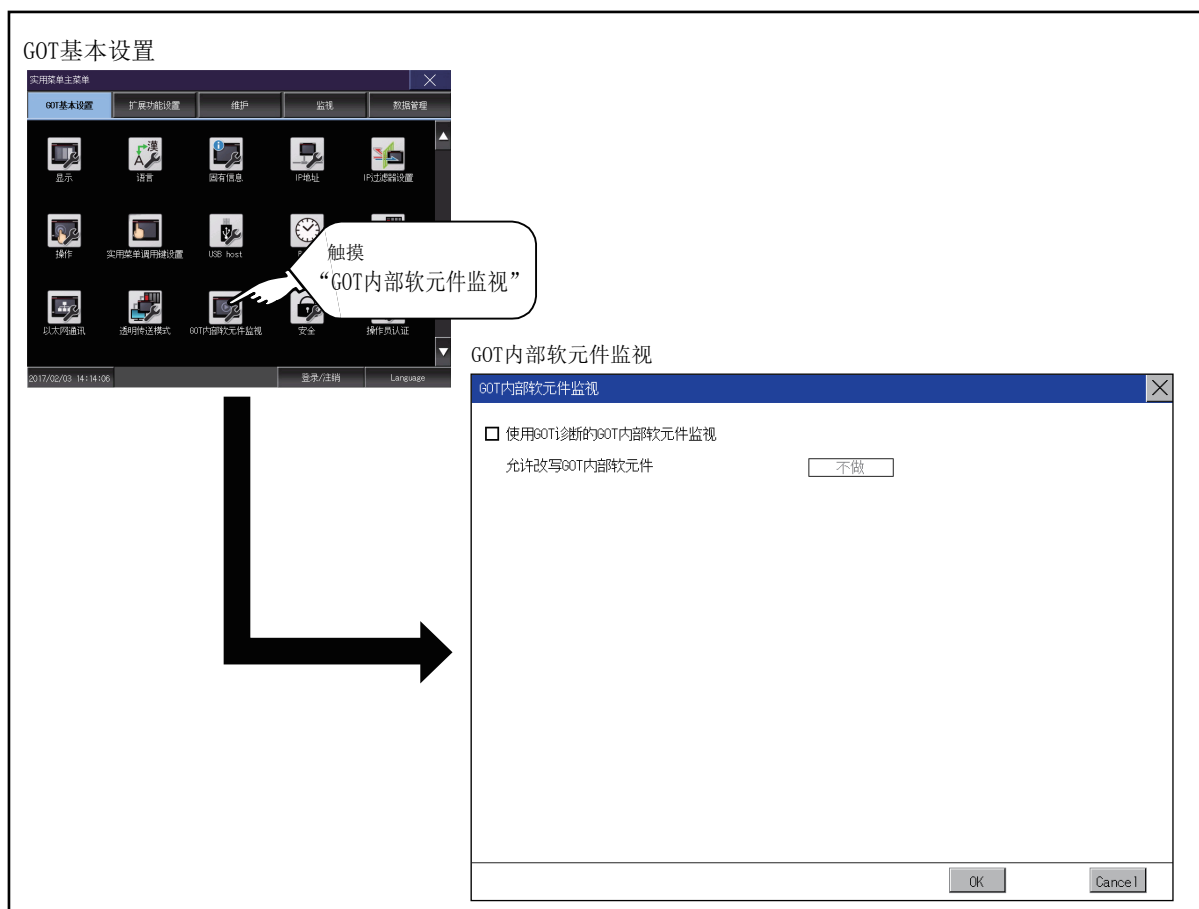 GOT基本设置
实用菜单主菜单
GOT基本设置 扩展功能设置 维护 监视 数据管理
显示 语言 固有信息 IP地址 IP过滤器设置
操作 实用菜单调用键设置 USB host
触摸
“GOT内部软元件监视”
以太网通讯 透明传送模式 GOT内部软元件监视 安全 操作员认证
2017/02/03 14:14:06 登录/注销 Language
GOT内部软元件监视
GOT内部软元件监视
使用GOT诊断的GOT内部软元件监视
允许改写GOT内部软元件 不做
OK Cancel